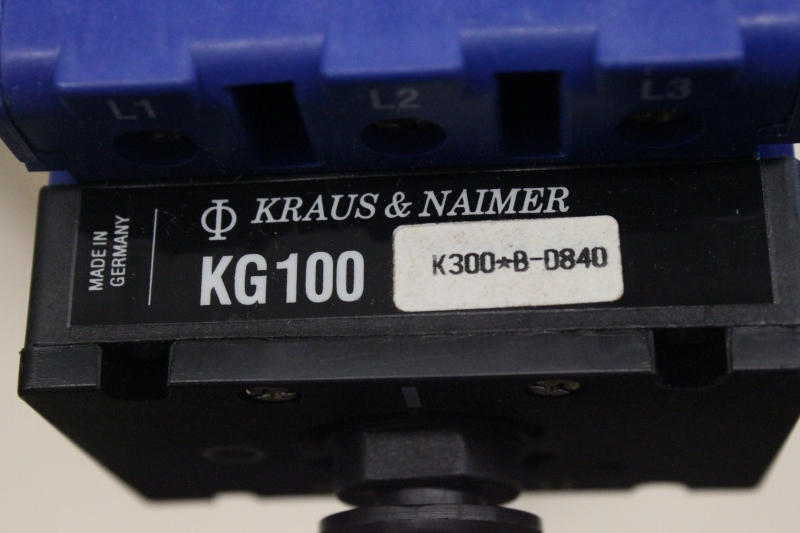 L1 L2 L3
MADE IN
GERMANY
KRAUS & NAIMER
KG100
K300*B-D840